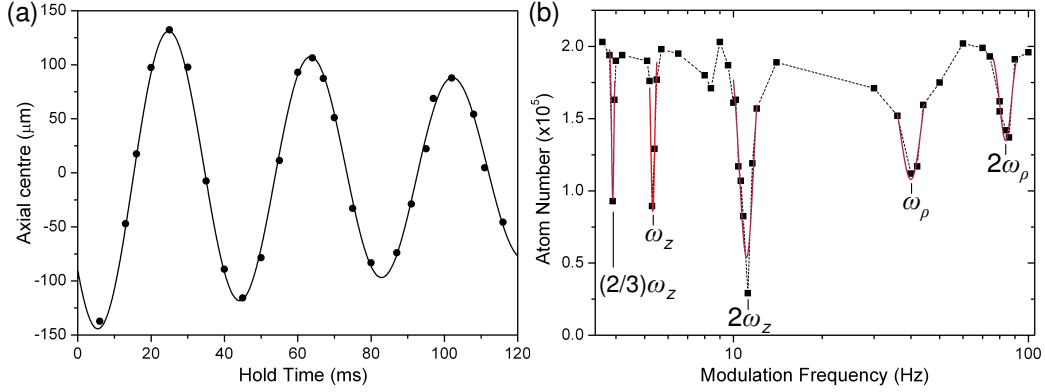 (a)
150
100
50
0
-50
-100
-150
Axial centre (μm)
0 20 40 60 80 100 120
Hold Time (ms)
(b)
2.0
1.5
1.0
0.5
0.0
Atom Number (x10⁵)
(2/3)ω_z
ω_z
2ω_z
ω_ρ
2ω_ρ
10 100
Modulation Frequency (Hz)